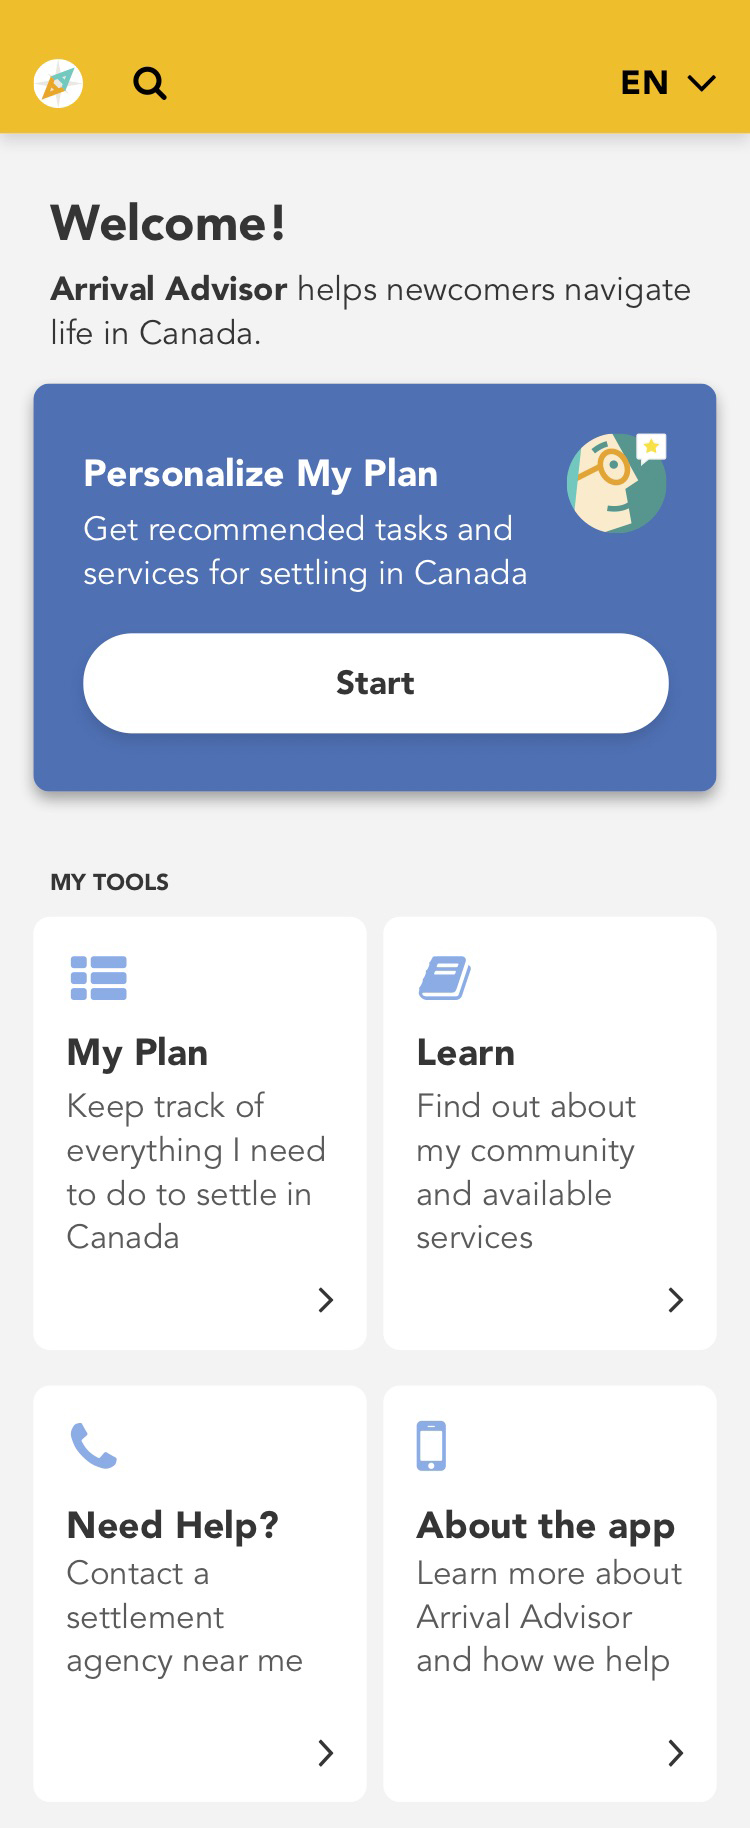 EN
Welcome!
Arrival Advisor helps newcomers navigate
life in Canada.
Personalize My Plan
Get recommended tasks and
services for settling in Canada
Start
MY TOOLS
My Plan
Keep track of
everything I need
to do to settle in
Canada
Learn
Find out about
my community
and available
services
Need Help?
Contact a
settlement
agency near me
About the app
Learn more about
Arrival Advisor
and how we help